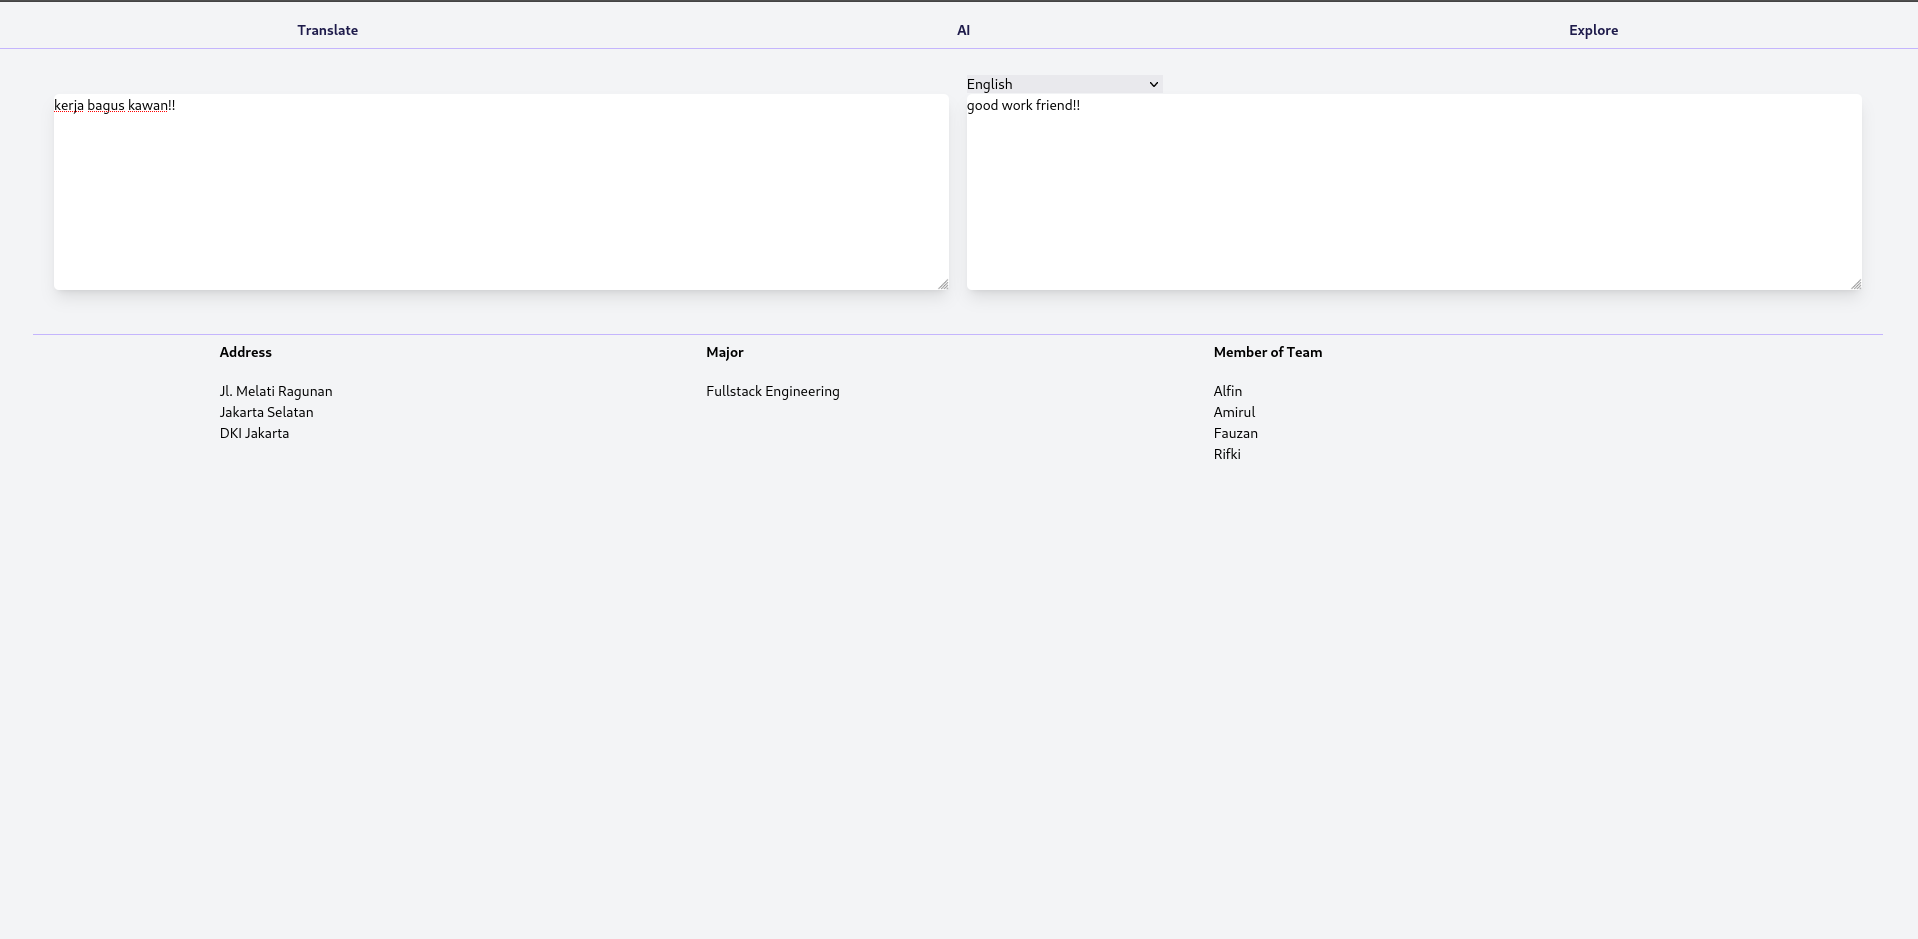 Translate AI Explore
English
kerja bagus kawan!!
good work friend!!
Address
Jl. Melati Ragunan
Jakarta Selatan
DKI Jakarta
Major
Fullstack Engineering
Member of Team
Alfin
Amirul
Fauzan
Rifki